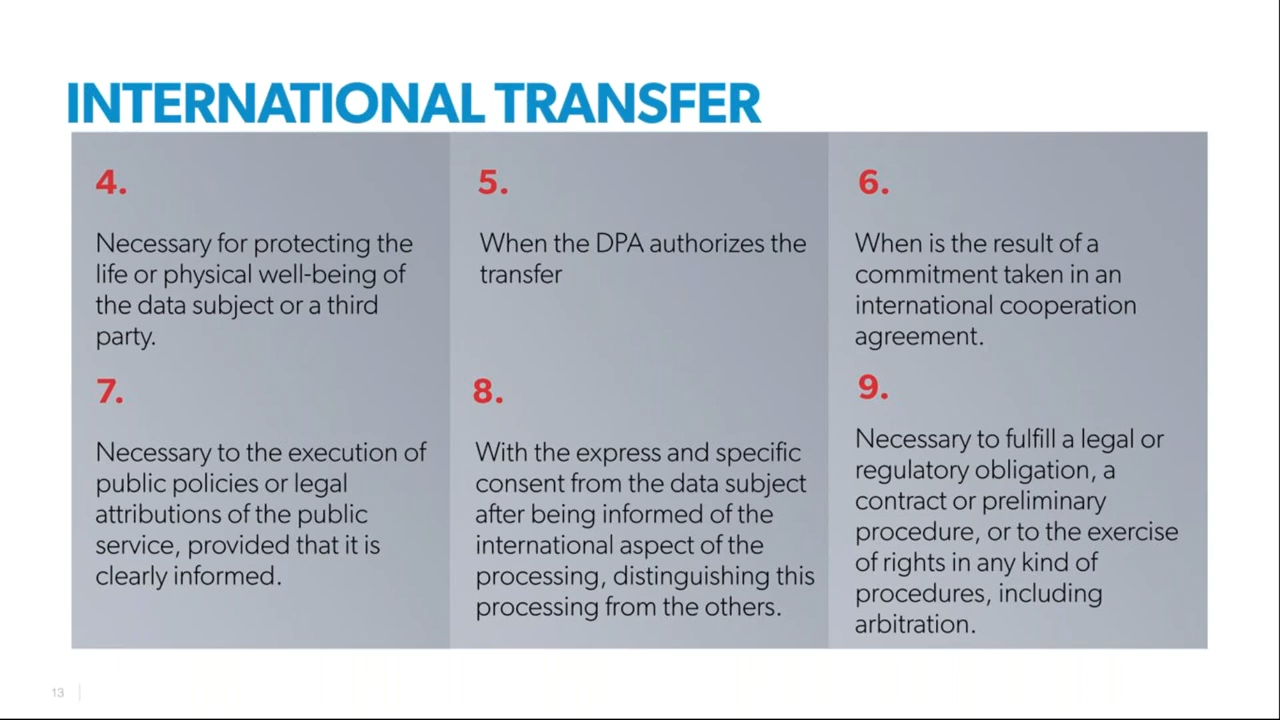 INTERNATIONAL TRANSFER
4.
Necessary for protecting the
life or physical well-being of
the data subject or a third
party.
5.
When the DPA authorizes the
transfer
6.
When is the result of a
commitment taken in an
international cooperation
agreement.
7.
Necessary to the execution of
public policies or legal
attributions of the public
service, provided that it is
clearly informed.
8.
With the express and specific
consent from the data subject
after being informed of the
international aspect of the
processing, distinguishing this
processing from the others.
9.
Necessary to fulfill a legal or
regulatory obligation, a
contract or preliminary
procedure, or to the exercise
of rights in any kind of
procedures, including
arbitration.
13